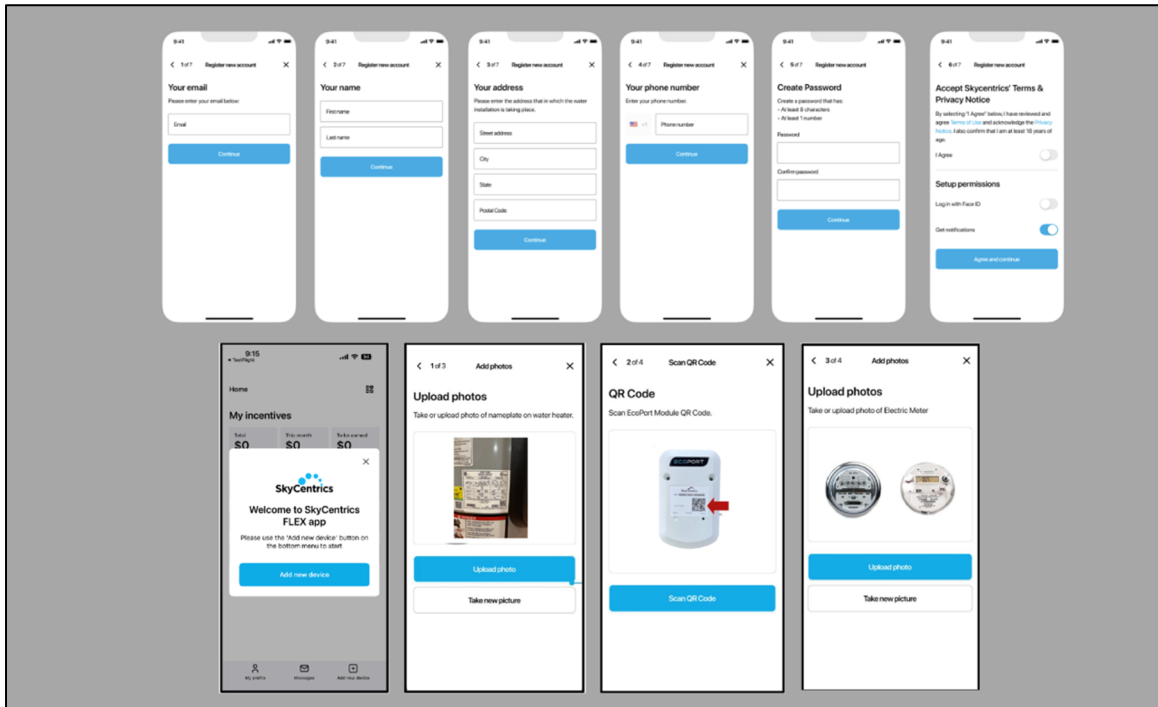 9:41
1 of 7 Register new account
Your email
Please enter your email below:
Email
Continue
9:41
2 of 7 Register new account
Your name
First name
Last name
Continue
9:41
3 of 7 Register new account
Your address
Please enter the address that in which the water
installation is taking place.
Street address
City
State
Postal Code
Continue
9:41
4 of 7 Register new account
Your phone number
Enter your phone number.
+1 Phone number
Continue
9:41
5 of 7 Register new account
Create Password
Create a password that has:
- At least 8 characters
- At least 1 number
Password
Confirm password
Continue
9:41
6 of 7 Register new account
Accept Skycentrics' Terms &
Privacy Notice
By selecting "I Agree" below, I have reviewed and
agree Terms of Use and acknowledge the Privacy
Notice. I also confirm that I am at least 18 years of
age.
I Agree
Setup permissions
Log in with Face ID
Get notifications
Agree and continue
9:15
TestFlight
Home
My incentives
Total This month To be earned
$0 $0 $0
SkyCentrics
Welcome to SkyCentrics
FLEX app
Please use the 'Add new device' button on
the bottom menu to start
Add new device
My profile Messages Add new device
1 of 3 Add photos
Upload photos
Take or upload photo of nameplate on water heater.
Upload photo
Take new picture
2 of 4 Scan QR Code
QR Code
Scan EcoPort Module QR Code.
ECOPORT
SkyCentrics
Scan QR Code
3 of 4 Add photos
Upload photos
Take or upload photo of Electric Meter
Upload photo
Take new picture